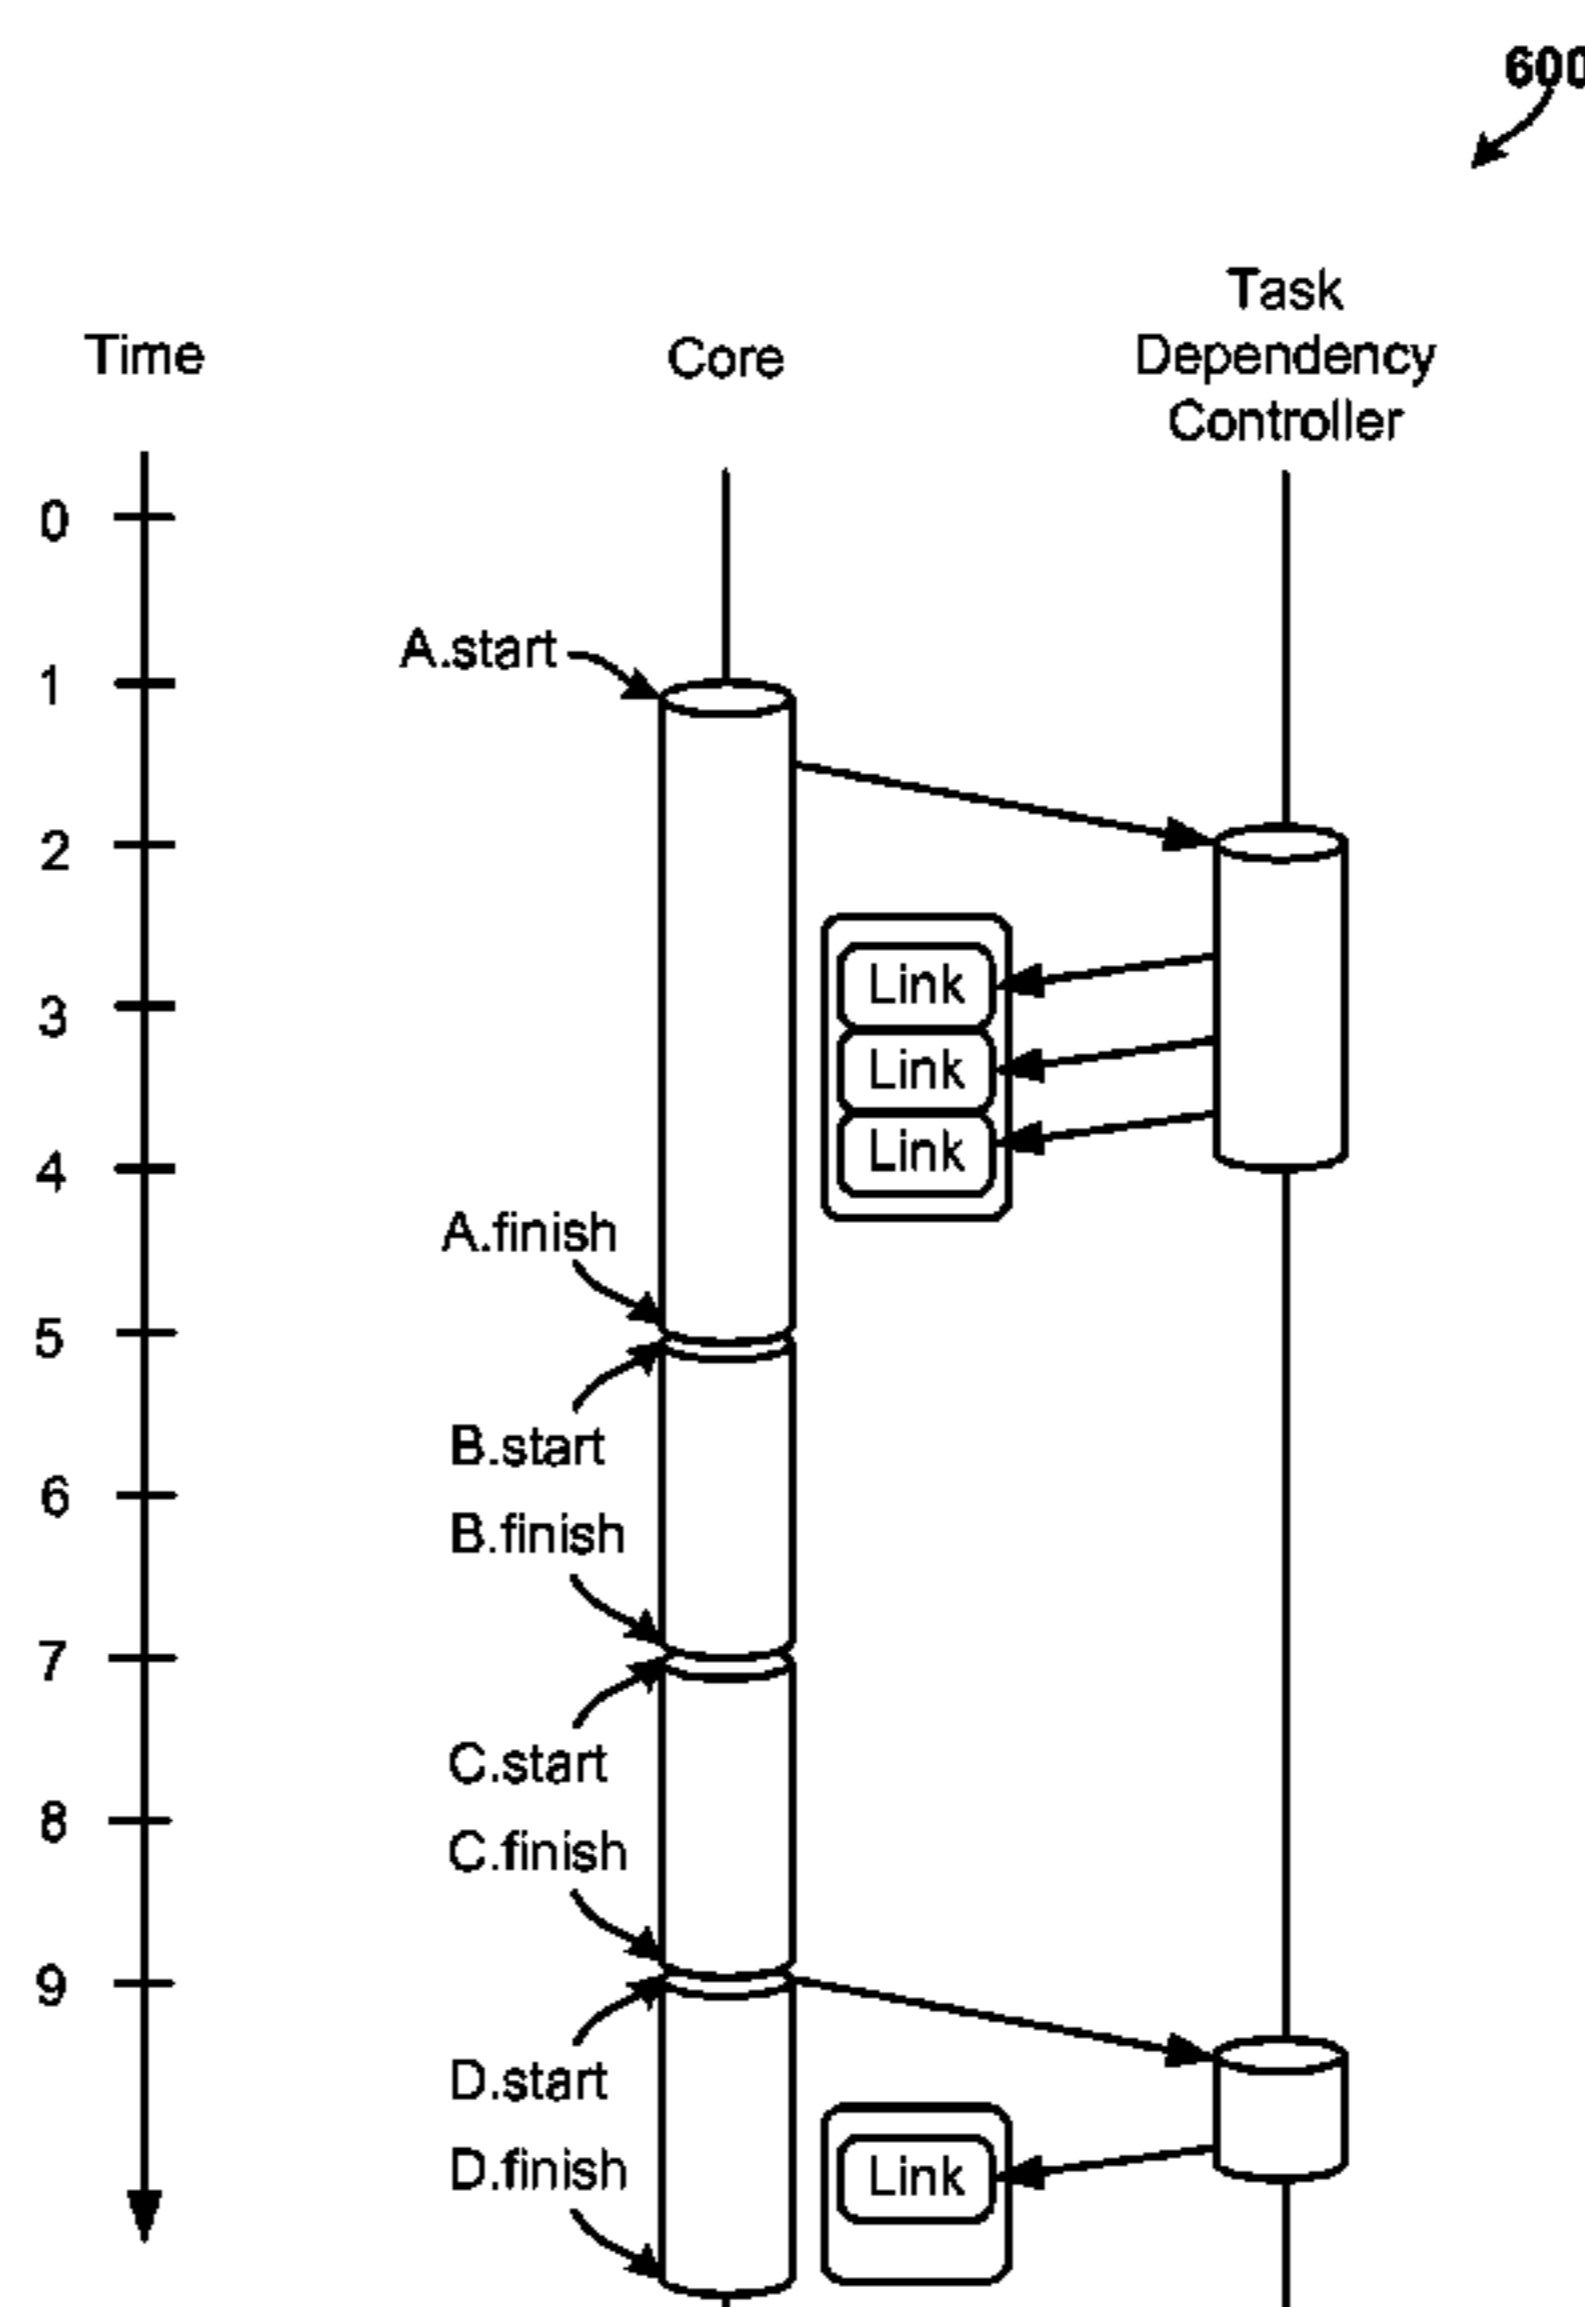 600
Task
Dependency
Controller
Time
Core
0
A.start
1
2
Link
3
Link
Link
4
A.finish
5
B.start
6
B.finish
7
C.start
8
C.finish
9
D.start
D.finish
Link